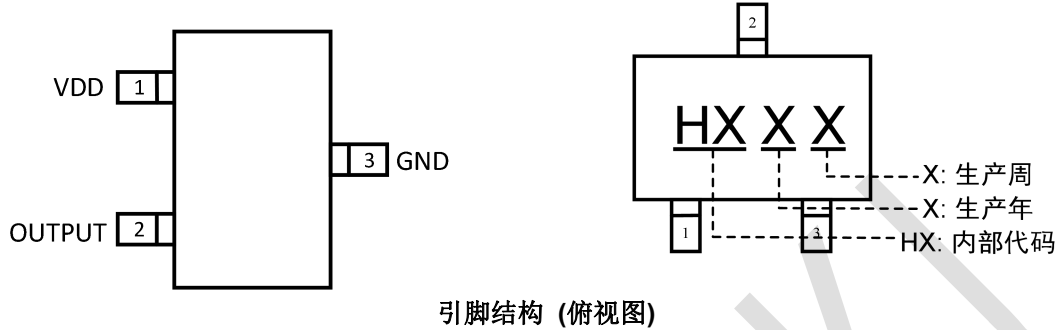 VDD 1
3 GND
OUTPUT 2
2
HX X X
X: 生产周
X: 生产年
HX: 内部代码
1
3
引脚结构 (俯视图)